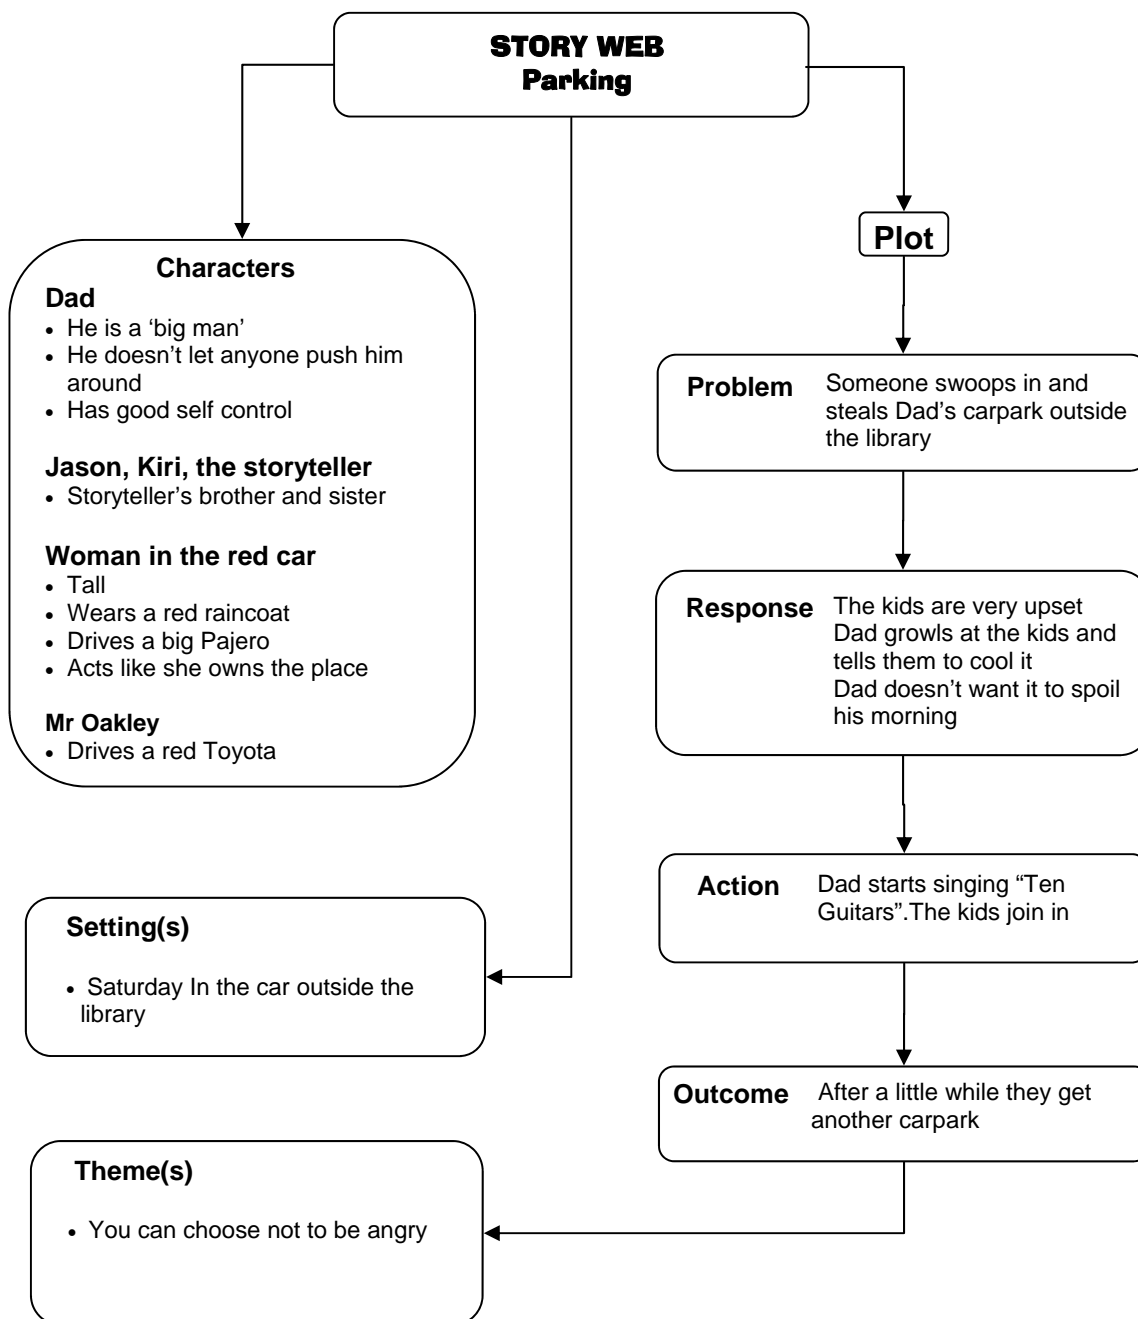 STORY WEB
Parking
Characters
Dad
• He is a ‘big man’
• He doesn’t let anyone push him
around
• Has good self control
Jason, Kiri, the storyteller
• Storyteller’s brother and sister
Woman in the red car
• Tall
• Wears a red raincoat
• Drives a big Pajero
• Acts like she owns the place
Mr Oakley
• Drives a red Toyota
Setting(s)
• Saturday In the car outside the
library
Plot
Problem Someone swoops in and
steals Dad’s carpark outside
the library
Response The kids are very upset
Dad growls at the kids and
tells them to cool it
Dad doesn’t want it to spoil
his morning
Action Dad starts singing “Ten
Guitars”.The kids join in
Outcome After a little while they get
another carpark
Theme(s)
• You can choose not to be angry